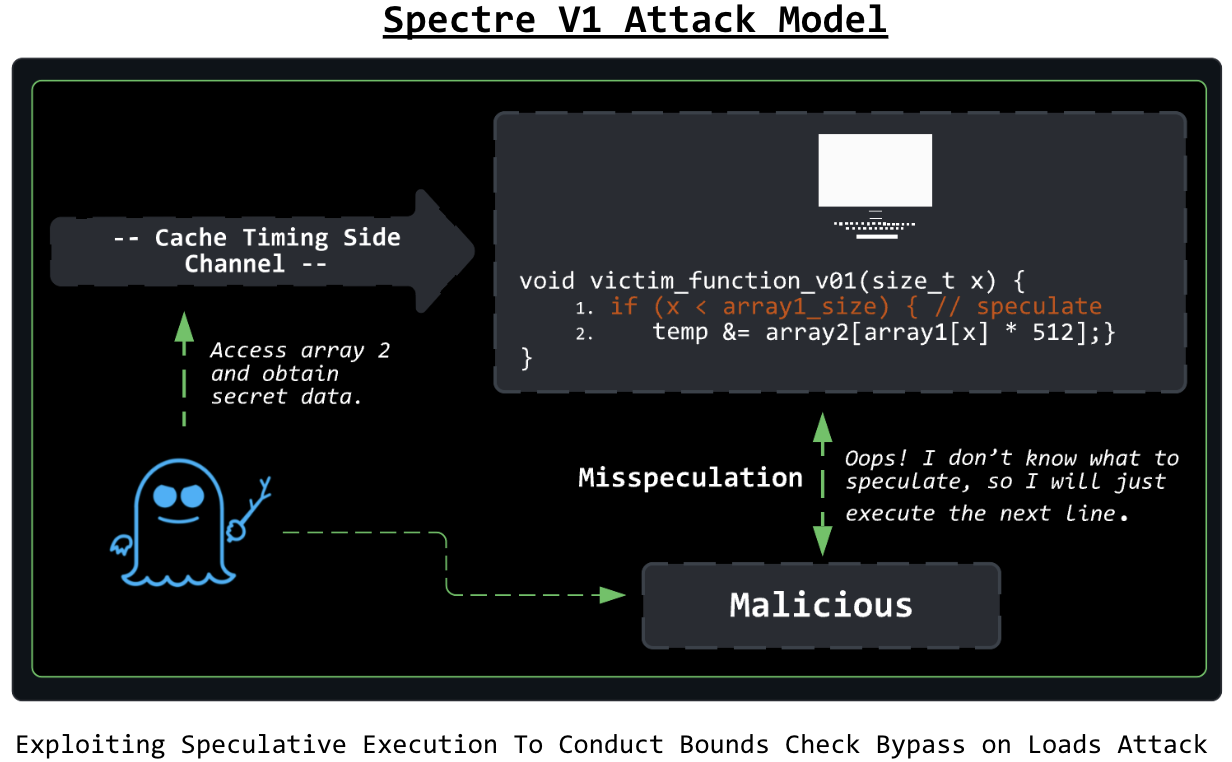 Spectre V1 Attack Model
-- Cache Timing Side
Channel --
void victim_function_v01(size_t x) {
1. if (x < array1_size) { // speculate
2. temp &= array2[array1[x] * 512];}
}
Access array 2
and obtain
secret data.
Misspeculation
Oops! I don’t know what to
speculate, so I will just
execute the next line.
Malicious
Exploiting Speculative Execution To Conduct Bounds Check Bypass on Loads Attack